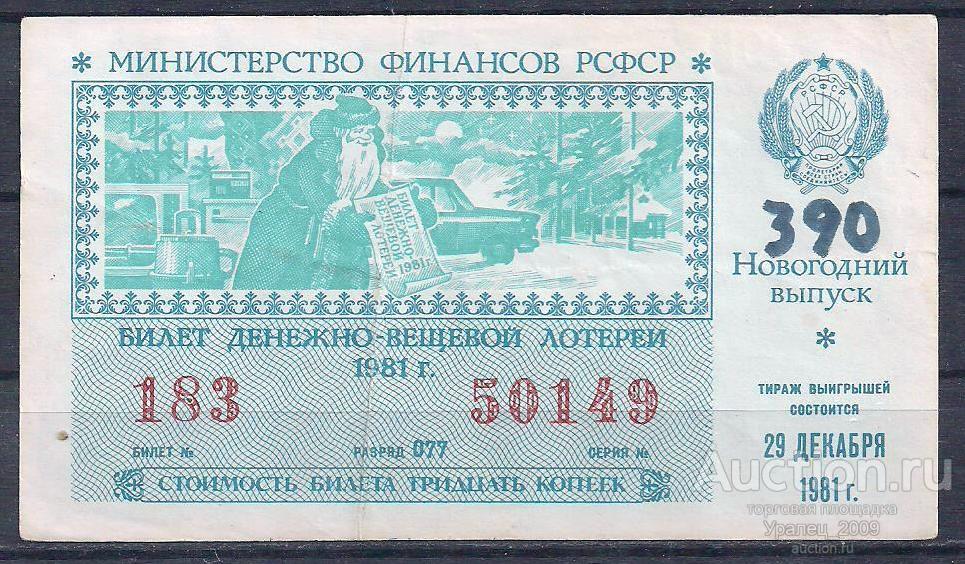 * МИНИСТЕРСТВО ФИНАНСОВ РСФСР *
РСФСР
БИЛЕТ
ДЕНЕЖНО-
ВЕЩЕВОЙ
ЛОТЕРЕИ
1981г.
390
НОВОГОДНИЙ
ВЫПУСК
*
БИЛЕТ ДЕНЕЖНО-ВЕЩЕВОЙ ЛОТЕРЕИ
1981 г.
183 50149
БИЛЕТ № РАЗРЯД 077 СЕРИЯ №
СТОИМОСТЬ БИЛЕТА ТРИДЦАТЬ КОПЕЕК
ТИРАЖ ВЫИГРЫШЕЙ
СОСТОИТСЯ
29 ДЕКАБРЯ
1981 г.
Auction.ru
торговая площадка
Уралец_2009
auction.ru